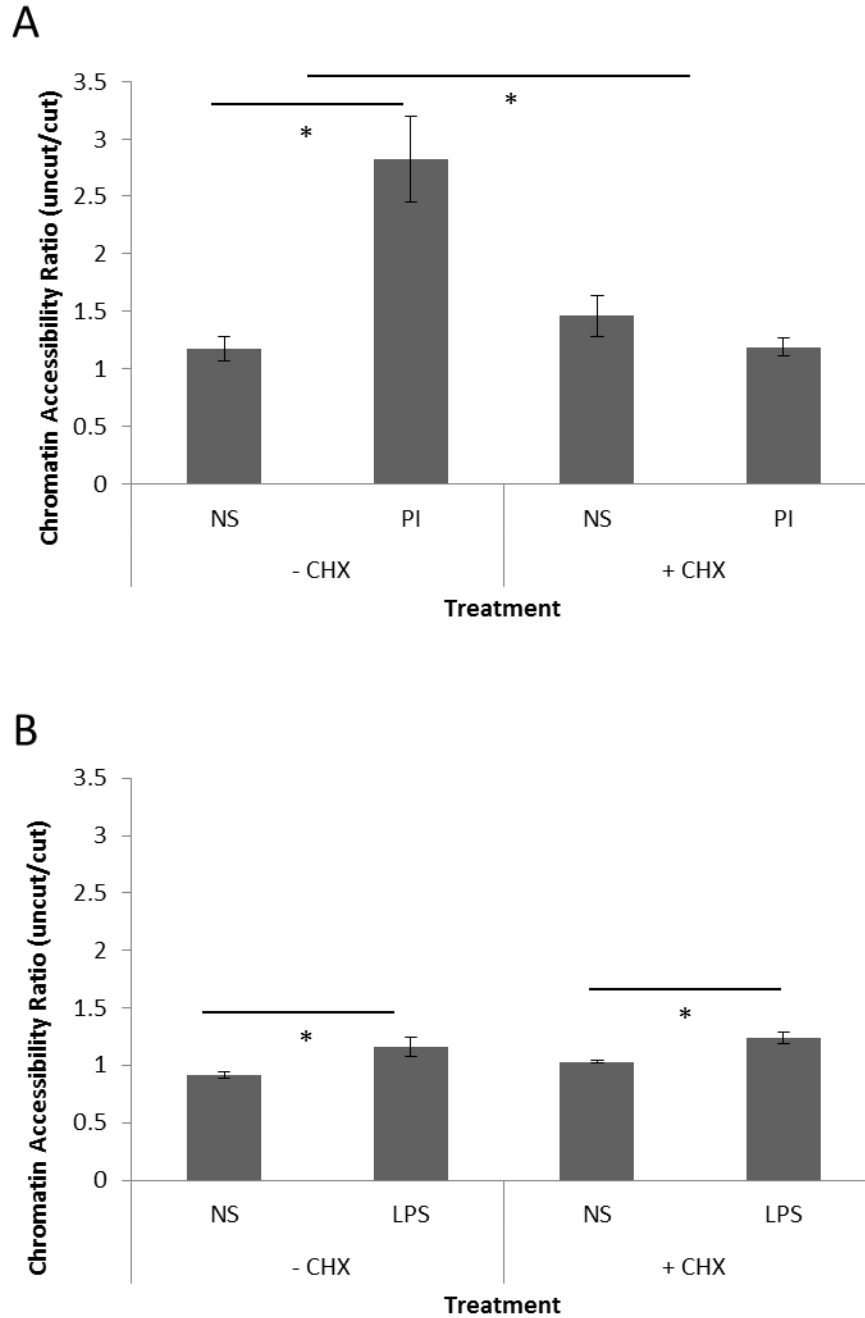 A
Chromatin Accessibility Ratio (uncut/cut)
3.5
3
2.5
2
1.5
1
0.5
0
*
*
NS PI NS PI
- CHX + CHX
Treatment
B
Chromatin Accessibility Ratio (uncut/cut)
3.5
3
2.5
2
1.5
1
0.5
0
*
*
NS LPS NS LPS
- CHX + CHX
Treatment